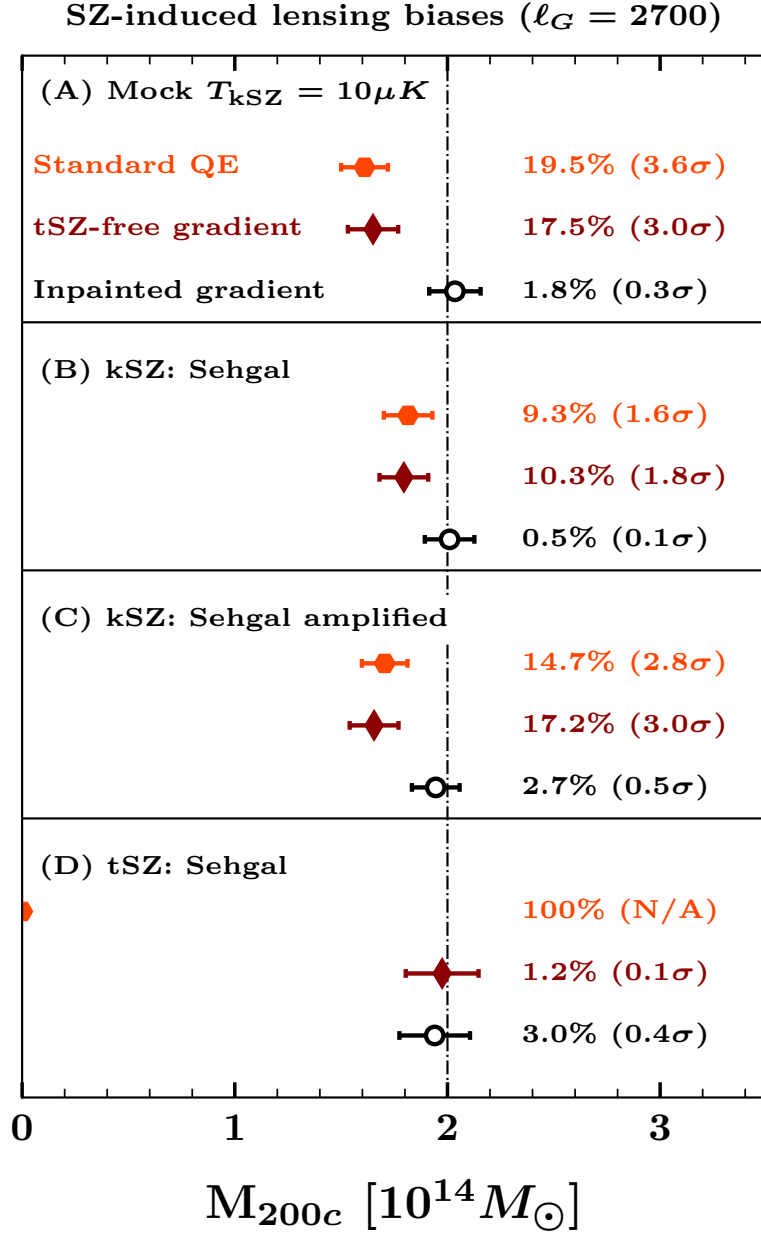 SZ-induced lensing biases (ℓ_G = 2700)
(A) Mock T_kSZ = 10μK
Standard QE 19.5% (3.6σ)
tSZ-free gradient 17.5% (3.0σ)
Inpainted gradient 1.8% (0.3σ)
(B) kSZ: Sehgal
9.3% (1.6σ)
10.3% (1.8σ)
0.5% (0.1σ)
(C) kSZ: Sehgal amplified
14.7% (2.8σ)
17.2% (3.0σ)
2.7% (0.5σ)
(D) tSZ: Sehgal
100% (N/A)
1.2% (0.1σ)
3.0% (0.4σ)
0 1 2 3
M_200c [10^14 M_⊙]